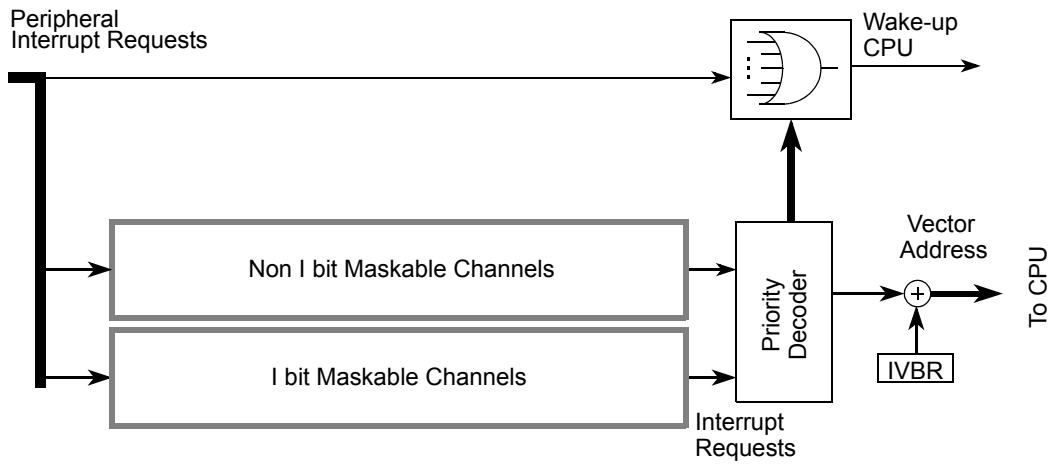 Peripheral
Interrupt Requests
Wake-up
CPU
Non I bit Maskable Channels
I bit Maskable Channels
Interrupt
Requests
Priority
Decoder
Vector
Address
+
IVBR
To CPU